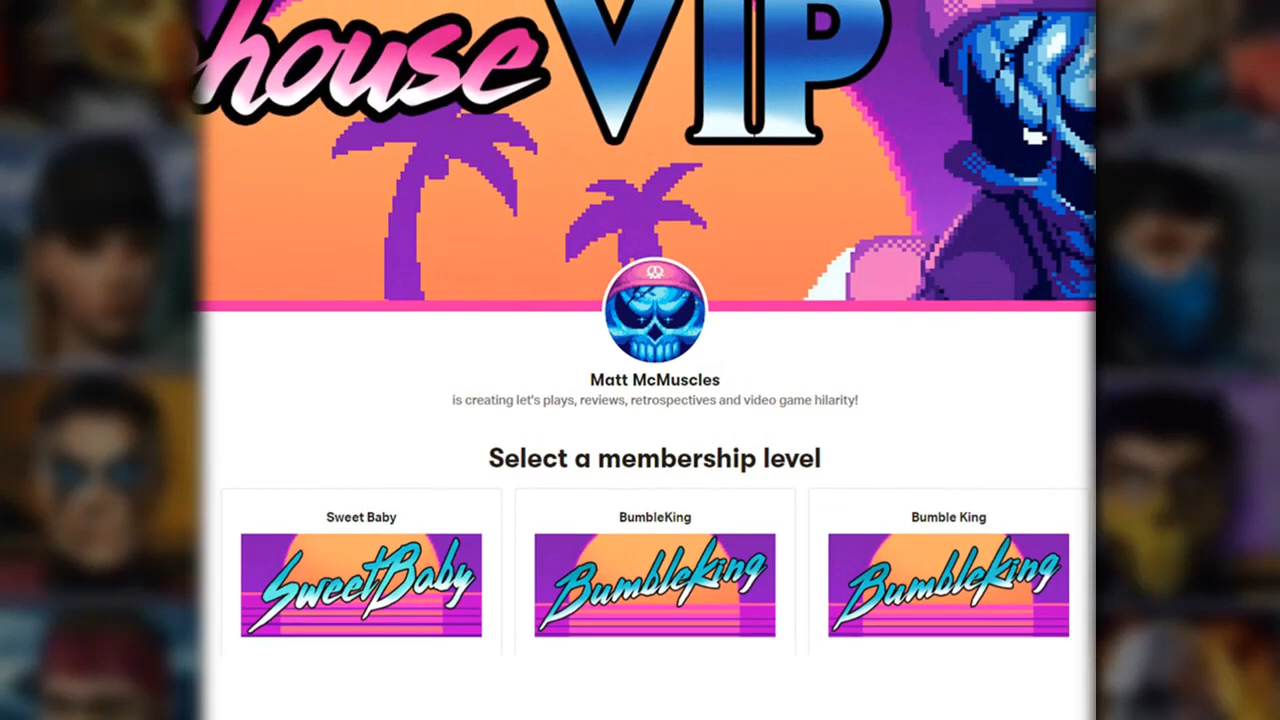 house VIP
Matt McMuscles
is creating let's plays, reviews, retrospectives and video game hilarity!
Select a membership level
Sweet Baby
BumbleKing
Bumble King
SweetBaby
BumbleKing
BumbleKing